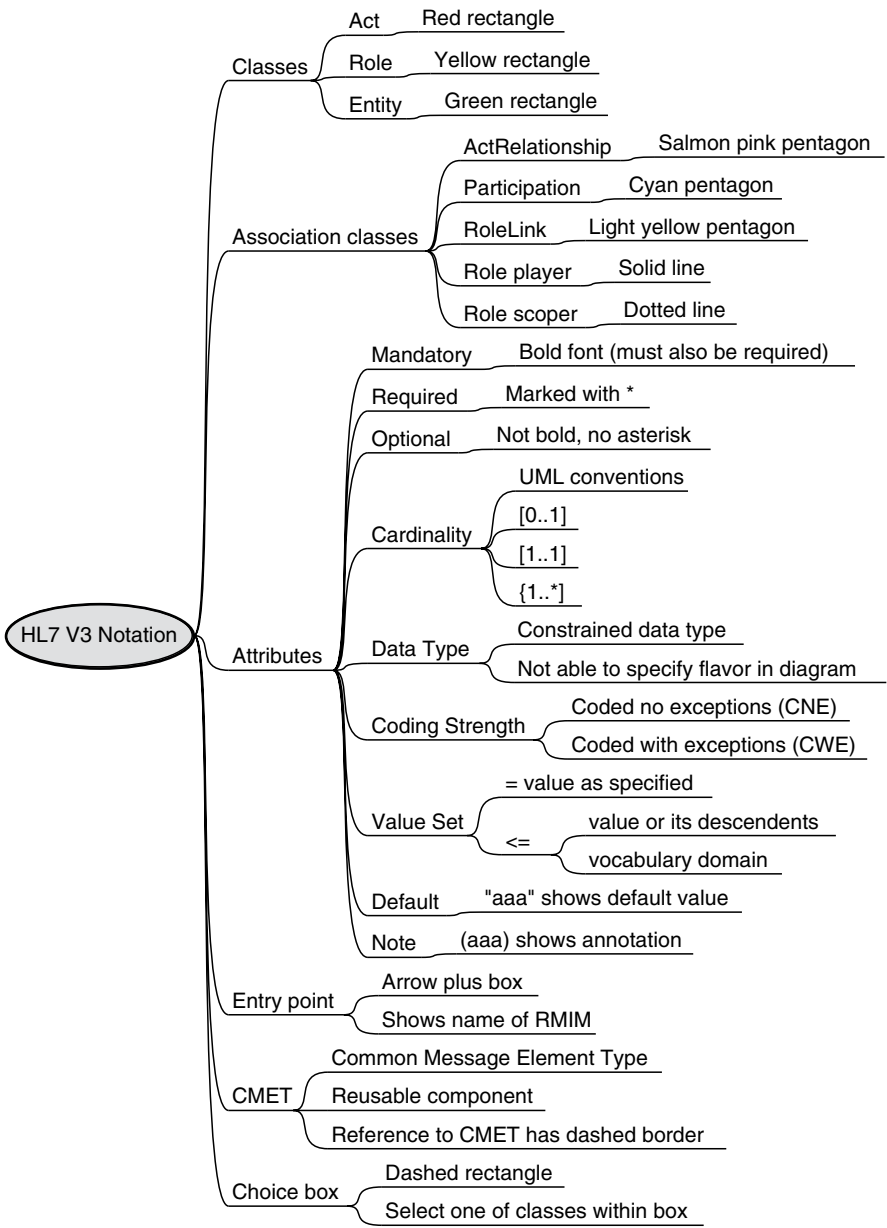 HL7 V3 Notation
Classes
Act
Red rectangle
Role
Yellow rectangle
Entity
Green rectangle
Association classes
ActRelationship
Salmon pink pentagon
Participation
Cyan pentagon
RoleLink
Light yellow pentagon
Role player
Solid line
Role scoper
Dotted line
Attributes
Mandatory
Bold font (must also be required)
Required
Marked with *
Optional
Not bold, no asterisk
Cardinality
UML conventions
[0..1]
[1..1]
{1..*]
Data Type
Constrained data type
Not able to specify flavor in diagram
Coding Strength
Coded no exceptions (CNE)
Coded with exceptions (CWE)
Value Set
= value as specified
<=
value or its descendents
vocabulary domain
Default
"aaa" shows default value
Note
(aaa) shows annotation
Entry point
Arrow plus box
Shows name of RMIM
CMET
Common Message Element Type
Reusable component
Reference to CMET has dashed border
Choice box
Dashed rectangle
Select one of classes within box